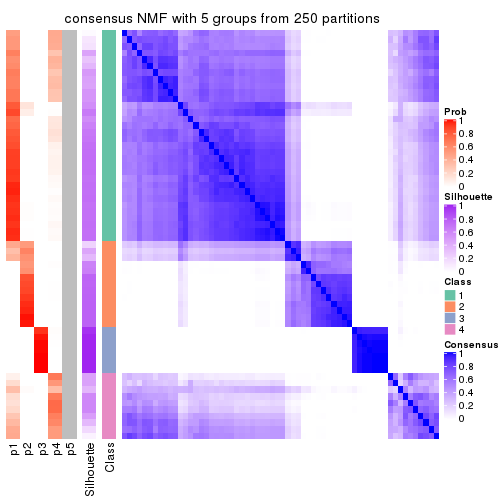 consensus NMF with 5 groups from 250 partitions
Prob
1
0.8
0.6
0.4
0.2
0
Silhouette
1
0.8
0.6
0.4
0.2
0
Class
1
2
3
4
Consensus
1
0.8
0.6
0.4
0.2
0
p1
p2
p3
p4
p5
Silhouette
Class